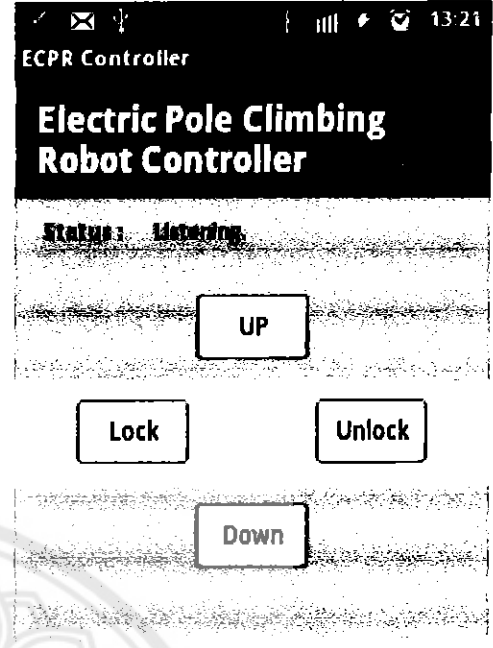 13:21
ECPR Controller
Electric Pole Climbing
Robot Controller
Status : Listening.
UP
Lock Unlock
Down